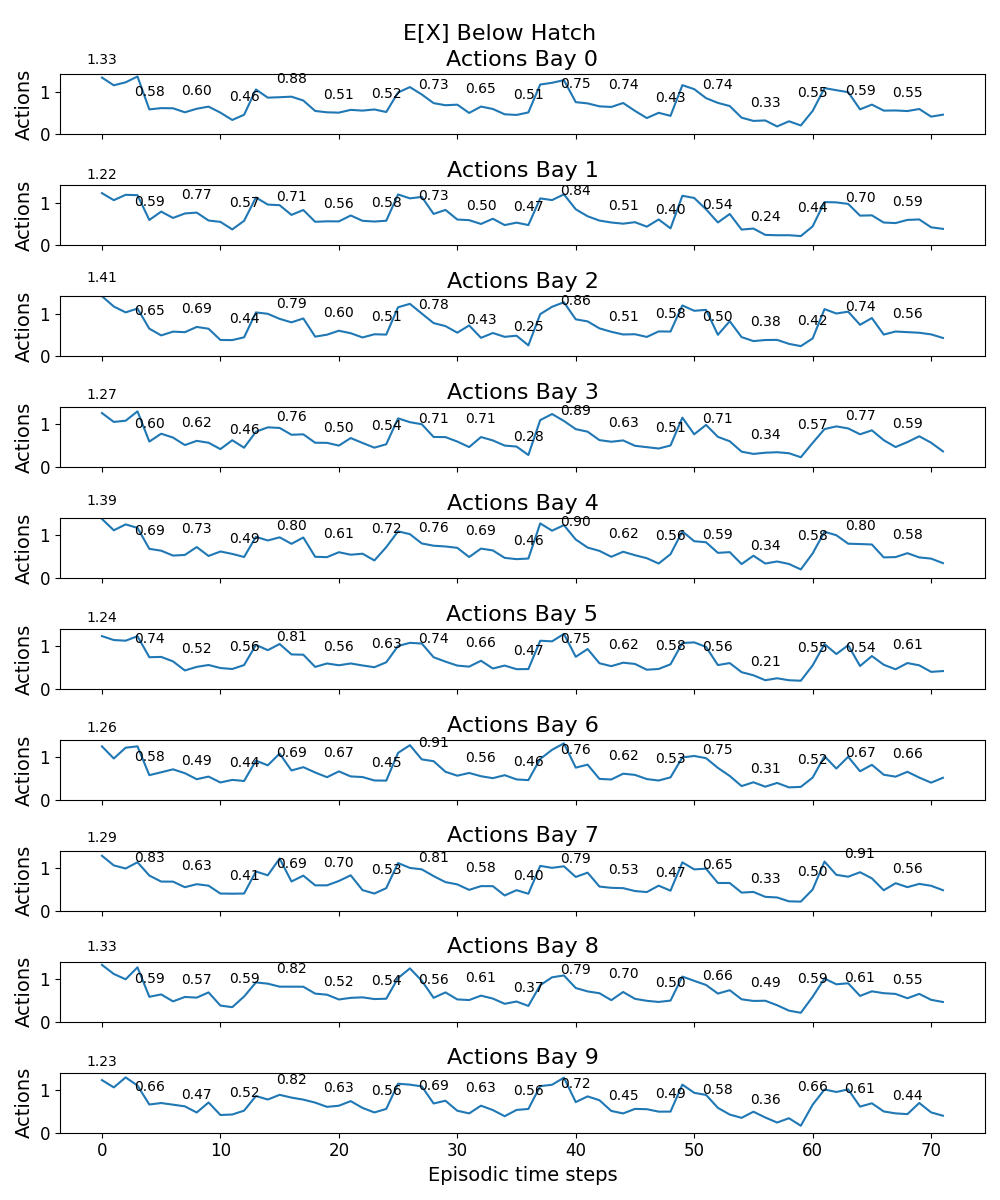 E[X] Below Hatch
Actions Bay 0
1.33 0.58 0.60 0.46 0.88 0.51 0.52 0.73 0.65 0.51 0.75 0.74 0.43 0.74 0.33 0.55 0.59 0.55
Actions
1
0
Actions Bay 1
1.22 0.59 0.77 0.57 0.71 0.56 0.58 0.73 0.50 0.47 0.84 0.51 0.40 0.54 0.24 0.44 0.70 0.59
Actions
1
0
Actions Bay 2
1.41 0.65 0.69 0.44 0.79 0.60 0.51 0.78 0.43 0.25 0.86 0.51 0.58 0.50 0.38 0.42 0.74 0.56
Actions
1
0
Actions Bay 3
1.27 0.60 0.62 0.46 0.76 0.50 0.54 0.71 0.71 0.28 0.89 0.63 0.51 0.71 0.34 0.57 0.77 0.59
Actions
1
0
Actions Bay 4
1.39 0.69 0.73 0.49 0.80 0.61 0.72 0.76 0.69 0.46 0.90 0.62 0.56 0.59 0.34 0.58 0.80 0.58
Actions
1
0
Actions Bay 5
1.24 0.74 0.52 0.56 0.81 0.56 0.63 0.74 0.66 0.47 0.75 0.62 0.58 0.56 0.21 0.55 0.54 0.61
Actions
1
0
Actions Bay 6
1.26 0.58 0.49 0.44 0.69 0.67 0.45 0.91 0.56 0.46 0.76 0.62 0.53 0.75 0.31 0.52 0.67 0.66
Actions
1
0
Actions Bay 7
1.29 0.83 0.63 0.41 0.69 0.70 0.53 0.81 0.58 0.40 0.79 0.53 0.47 0.65 0.33 0.50 0.91 0.56
Actions
1
0
Actions Bay 8
1.33 0.59 0.57 0.59 0.82 0.52 0.54 0.56 0.61 0.37 0.79 0.70 0.50 0.66 0.49 0.59 0.61 0.55
Actions
1
0
Actions Bay 9
1.23 0.66 0.47 0.52 0.82 0.63 0.56 0.69 0.63 0.56 0.72 0.45 0.49 0.58 0.36 0.66 0.61 0.44
Actions
1
0
0 10 20 30 40 50 60 70
Episodic time steps